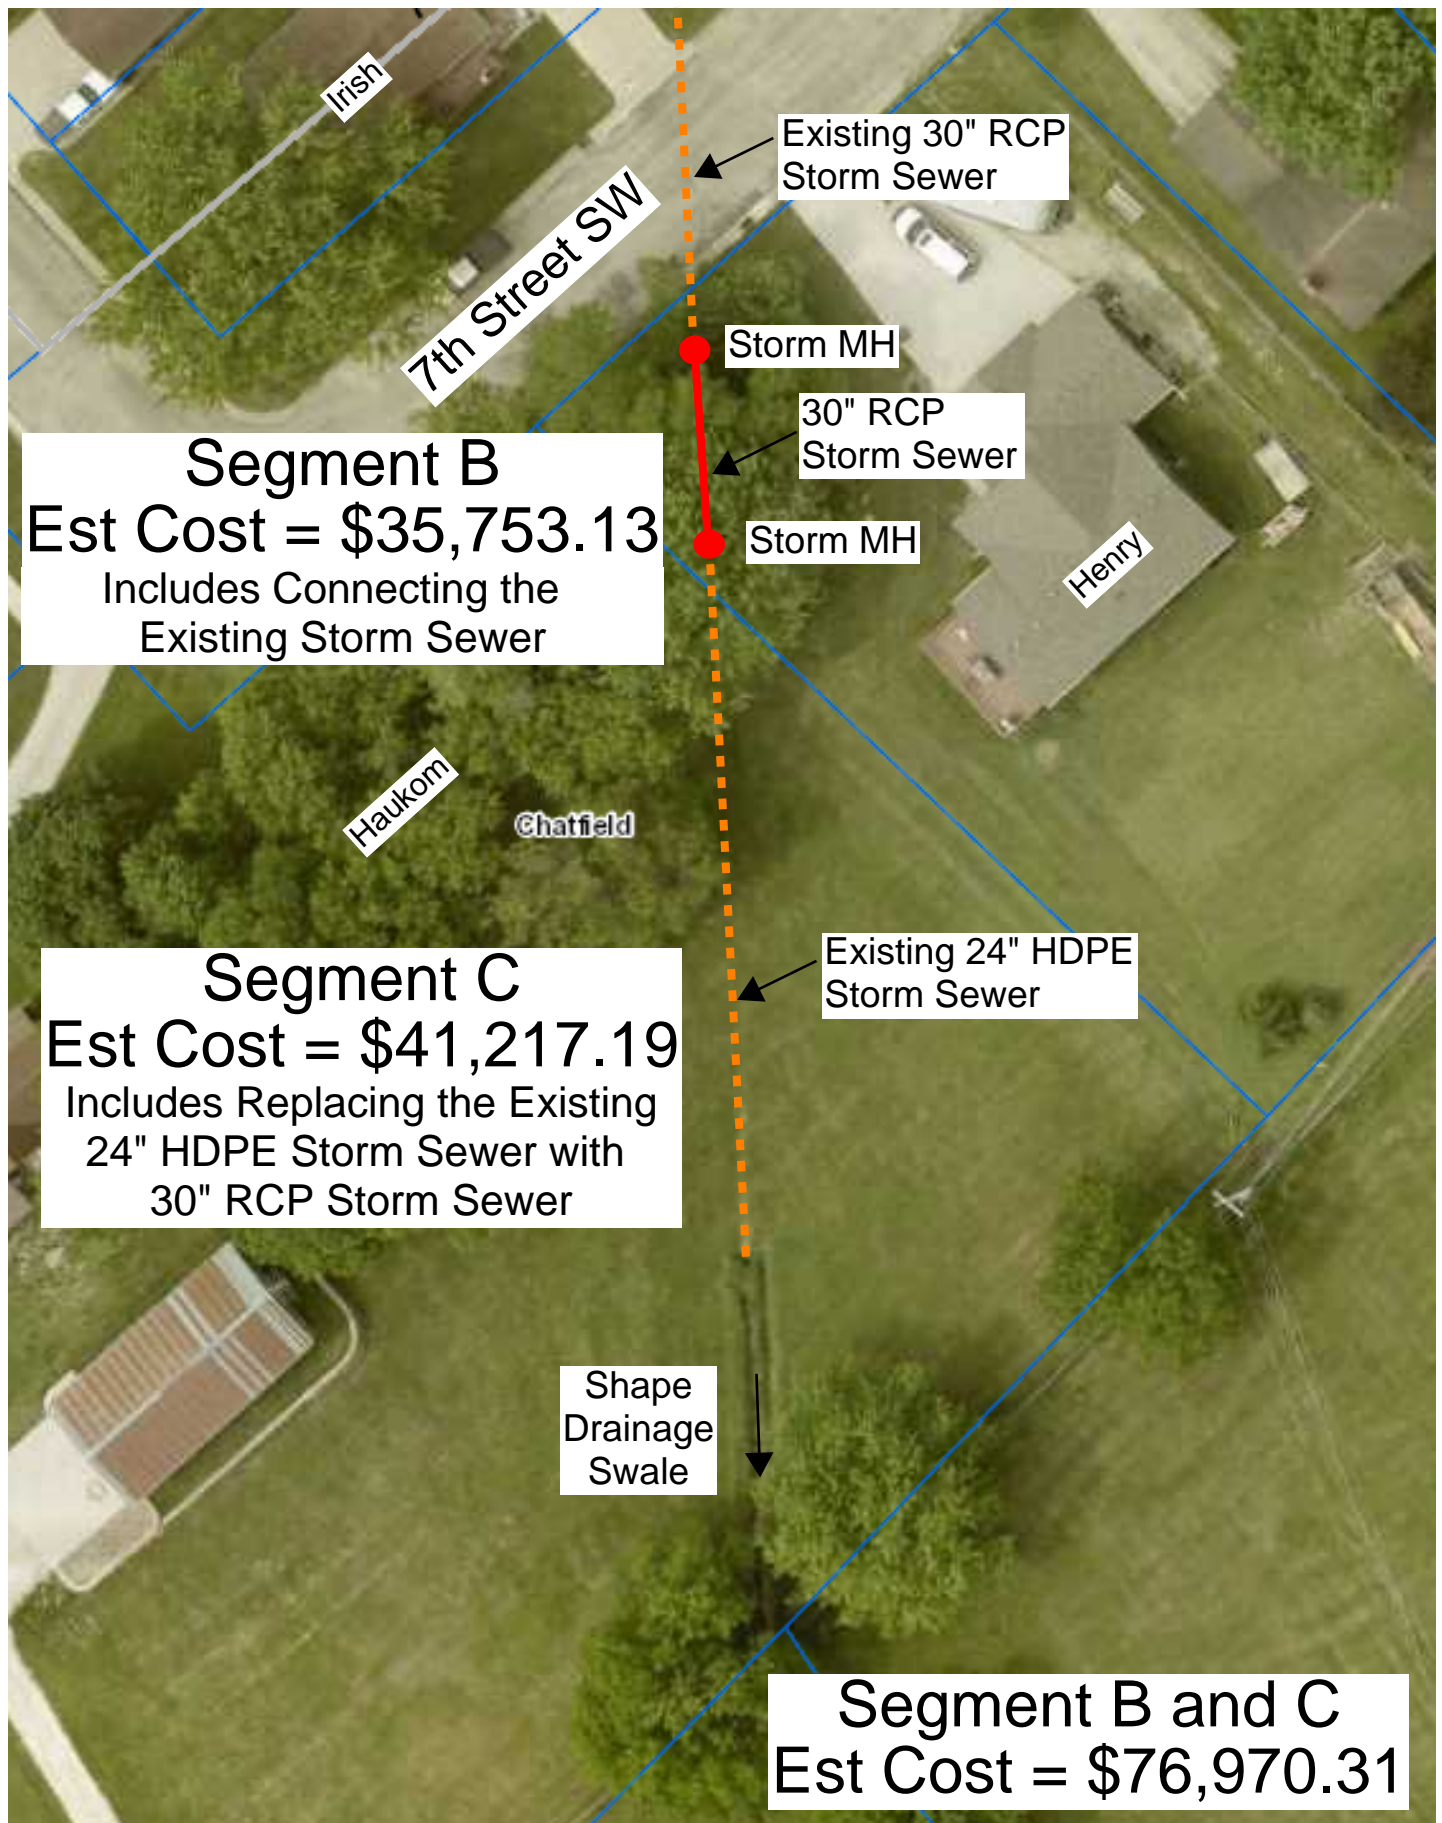 Irish
Existing 30" RCP
Storm Sewer
7th Street SW
Storm MH
30" RCP
Storm Sewer
Segment B
Est Cost = $35,753.13
Includes Connecting the
Existing Storm Sewer
Storm MH
Henry
Haukom
Chatfield
Existing 24" HDPE
Storm Sewer
Segment C
Est Cost = $41,217.19
Includes Replacing the Existing
24" HDPE Storm Sewer with
30" RCP Storm Sewer
Shape
Drainage
Swale
Segment B and C
Est Cost = $76,970.31